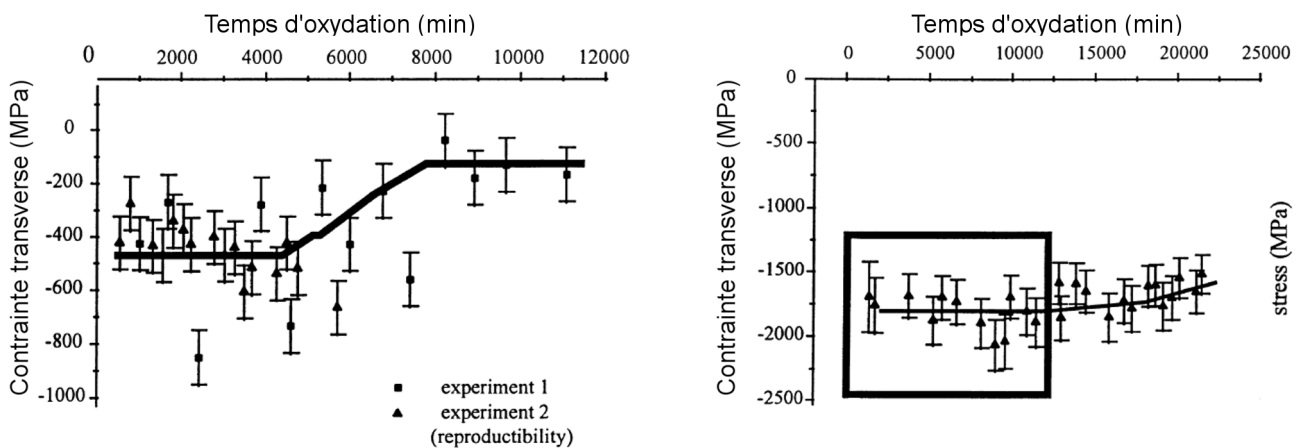 Temps d'oxydation (min)
0 2000 4000 6000 8000 10000 12000
Contrainte transverse (MPa)
0
-200
-400
-600
-800
-1000
experiment 1
experiment 2
(reproductibility)
Temps d'oxydation (min)
0 5000 10000 15000 20000 25000
Contrainte transverse (MPa)
0
-500
-1000
-1500
-2000
-2500
stress (MPa)